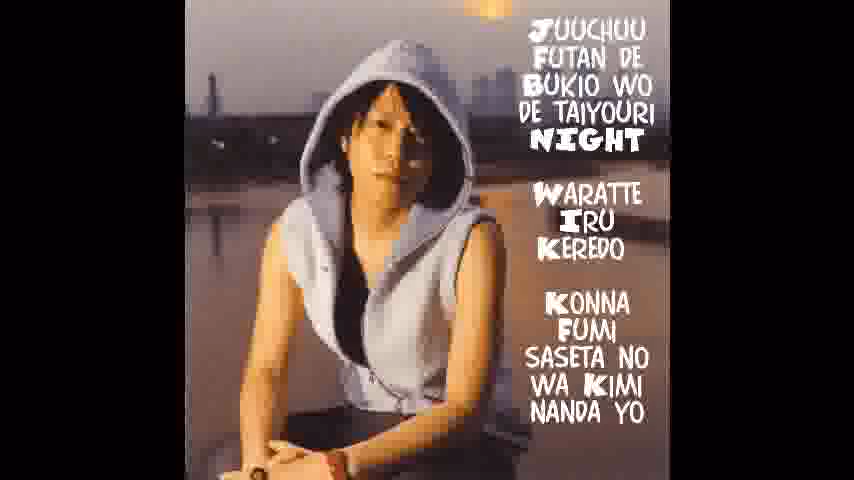 Juuchuu
Futan de
Bukio wo
de taiyouri
NIGHT
Waratte
Iru
Keredo
Konna
Fumi
saseta no
wa Kimi
nanda yo